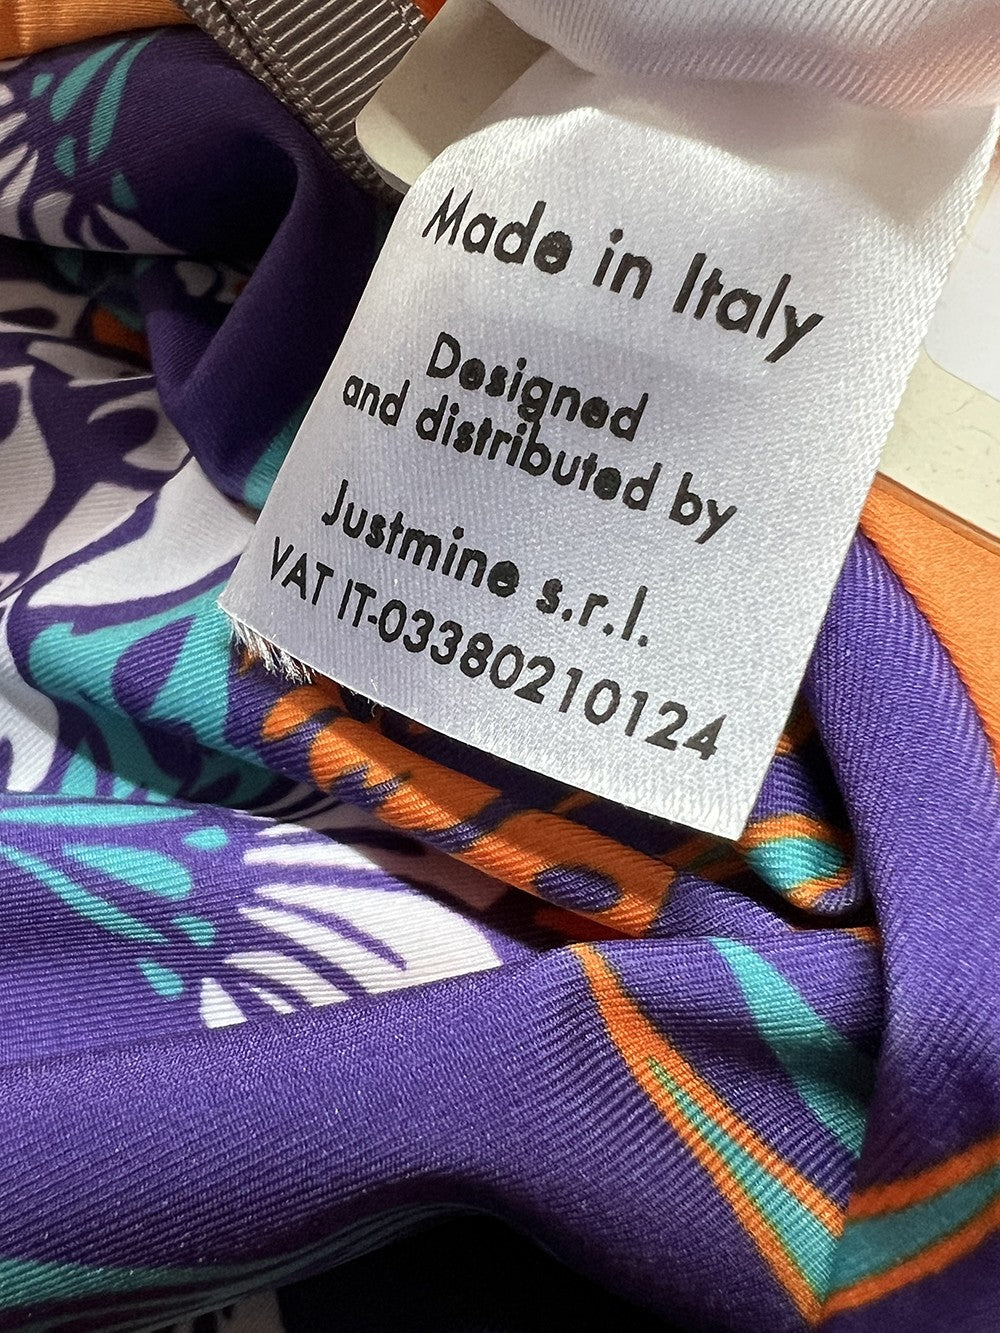 Made in Italy
Designed
and distributed by
Justmine s.r.l.
VAT IT-03380210124